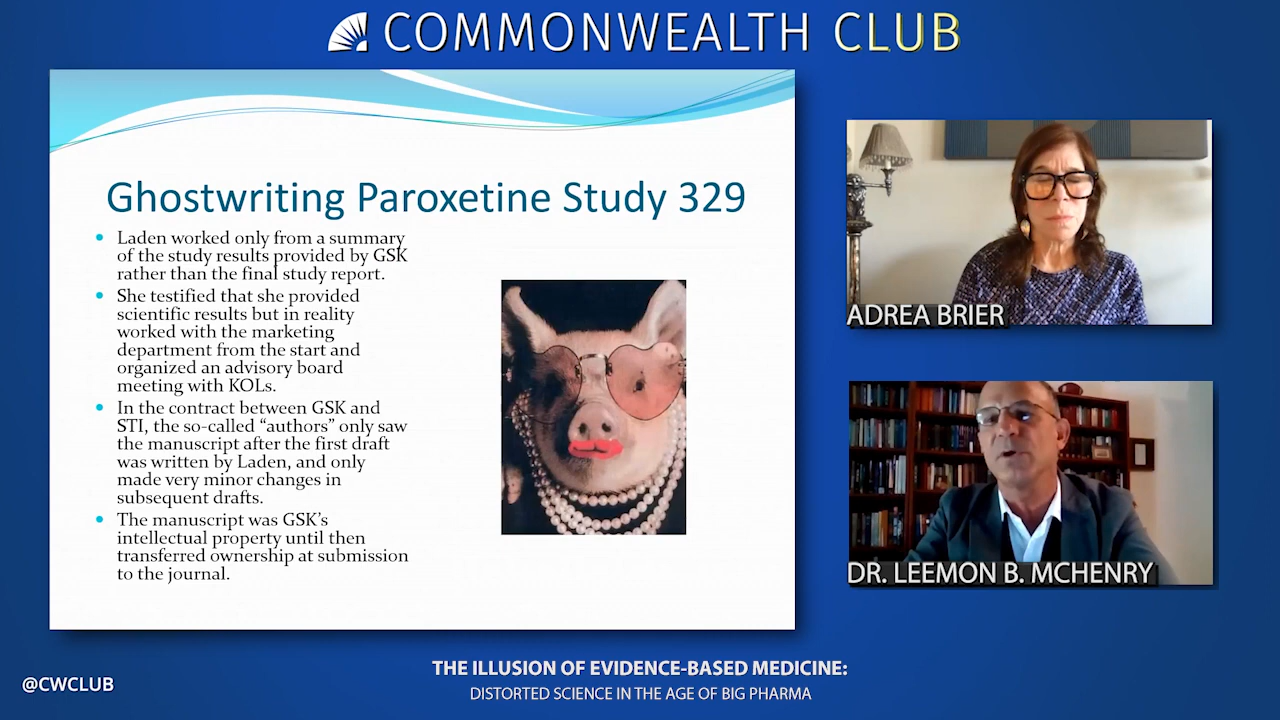 COMMONWEALTH CLUB
Ghostwriting Paroxetine Study 329
• Laden worked only from a summary
of the study results provided by GSK
rather than the final study report.
• She testified that she provided
scientific results but in reality
worked with the marketing
department from the start and
organized an advisory board
meeting with KOLs.
• In the contract between GSK and
STI, the so-called “authors” only saw
the manuscript after the first draft
was written by Laden, and only
made very minor changes in
subsequent drafts.
• The manuscript was GSK’s
intellectual property until then
transferred ownership at submission
to the journal.
ADREA BRIER
DR. LEEMON B. MCHENRY
@CWCLUB
THE ILLUSION OF EVIDENCE-BASED MEDICINE:
DISTORTED SCIENCE IN THE AGE OF BIG PHARMA